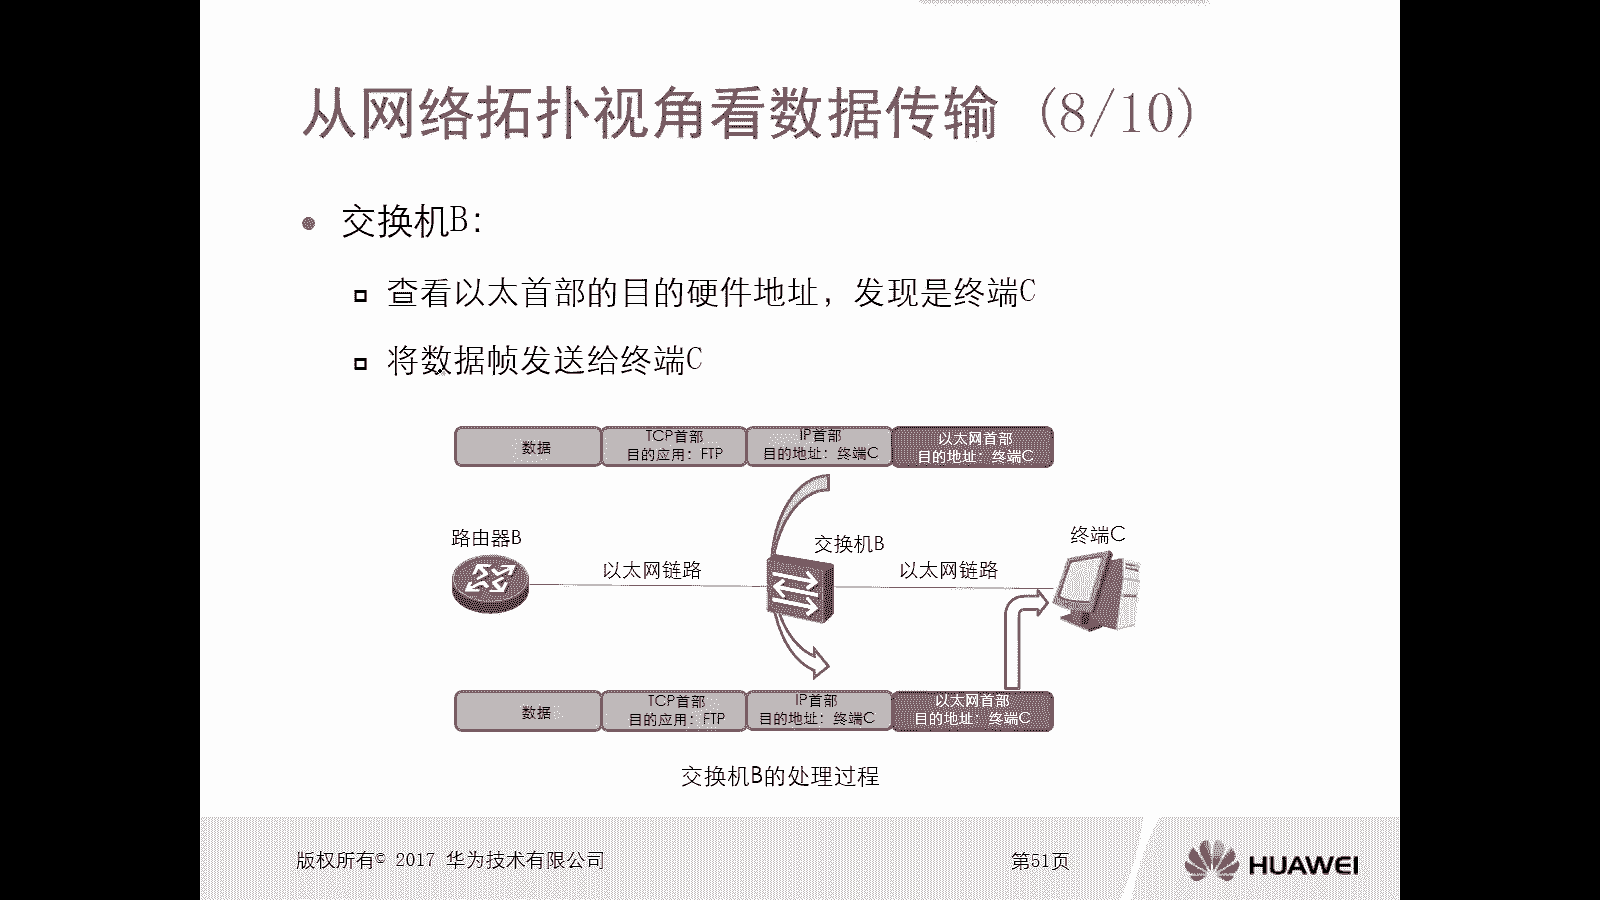 从网络拓扑视角看数据传输 (8/10)
交换机B:
查看以太首部的目的硬件地址，发现是终端C
将数据帧发送给终端C
数据
TCP首部
目的应用：FTP
IP首部
目的地址：终端C
以太网首部
目的地址：终端C
路由器B
以太网链路
交换机B
以太网链路
终端C
数据
TCP首部
目的应用：FTP
IP首部
目的地址：终端C
以太网首部
目的地址：终端C
交换机B的处理过程
版权所有© 2017 华为技术有限公司
第51页
HUAWEI